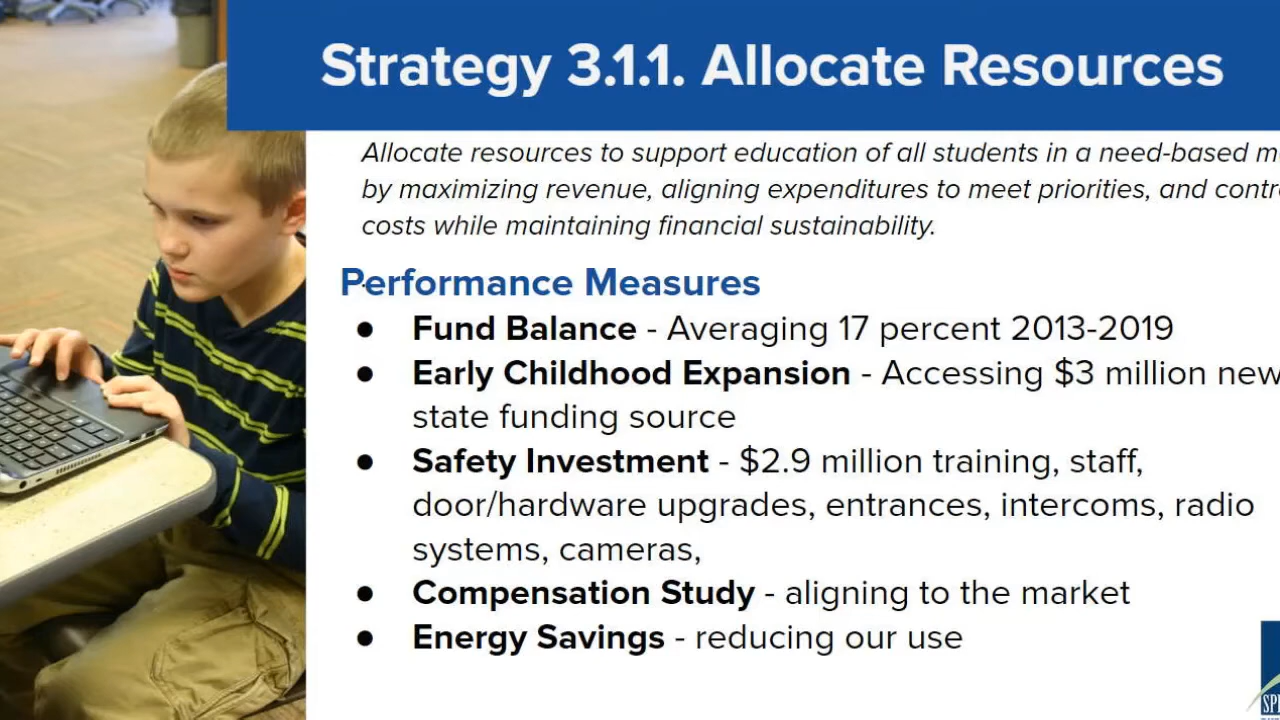 Strategy 3.1.1. Allocate Resources
Allocate resources to support education of all students in a need-based
by maximizing revenue, aligning expenditures to meet priorities, and
costs while maintaining financial sustainability.
Performance Measures
● Fund Balance - Averaging 17 percent 2013-2019
● Early Childhood Expansion - Accessing $3 million new
state funding source
● Safety Investment - $2.9 million training, staff,
door/hardware upgrades, entrances, intercoms, radio
systems, cameras,
● Compensation Study - aligning to the market
● Energy Savings - reducing our use